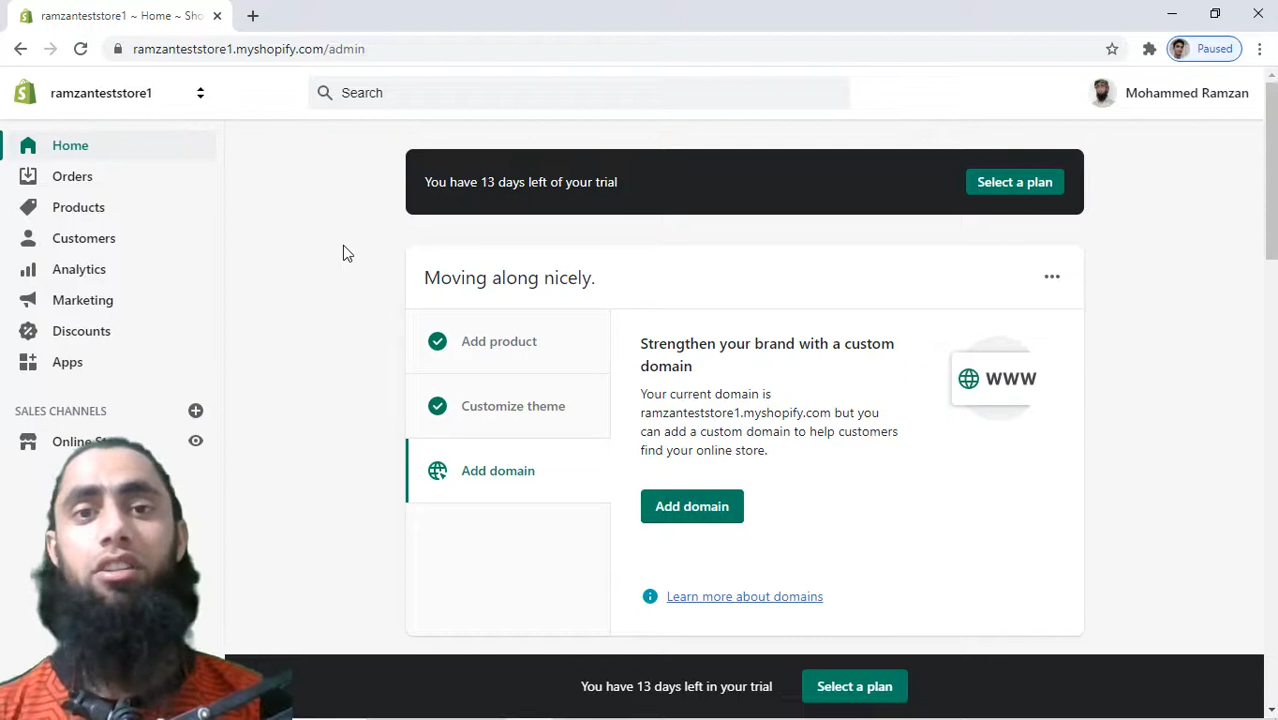 ramzanteststore1 ~ Home ~ Sho
ramzanteststore1.myshopify.com/admin
Paused
ramzanteststore1
Search
Mohammed Ramzan
Home
Orders
Products
Customers
Analytics
Marketing
Discounts
Apps
SALES CHANNELS
Online St
You have 13 days left of your trial
Select a plan
Moving along nicely.
Add product
Customize theme
Add domain
Strengthen your brand with a custom
domain
Your current domain is
ramzanteststore1.myshopify.com but you
can add a custom domain to help customers
find your online store.
WWW
Add domain
Learn more about domains
You have 13 days left in your trial
Select a plan